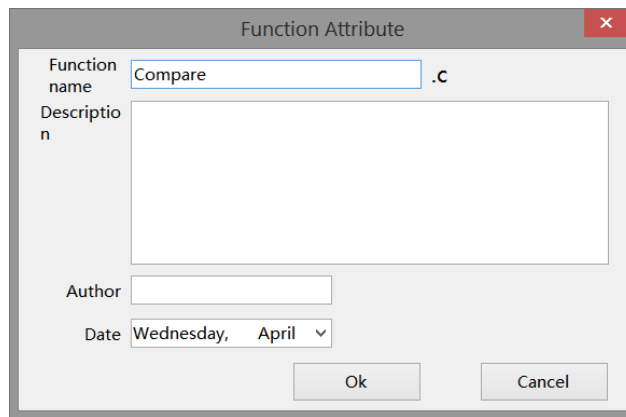 Function Attribute
Function
name
Compare
.c
Descriptio
n
Author
Date
Wednesday, April
Ok
Cancel